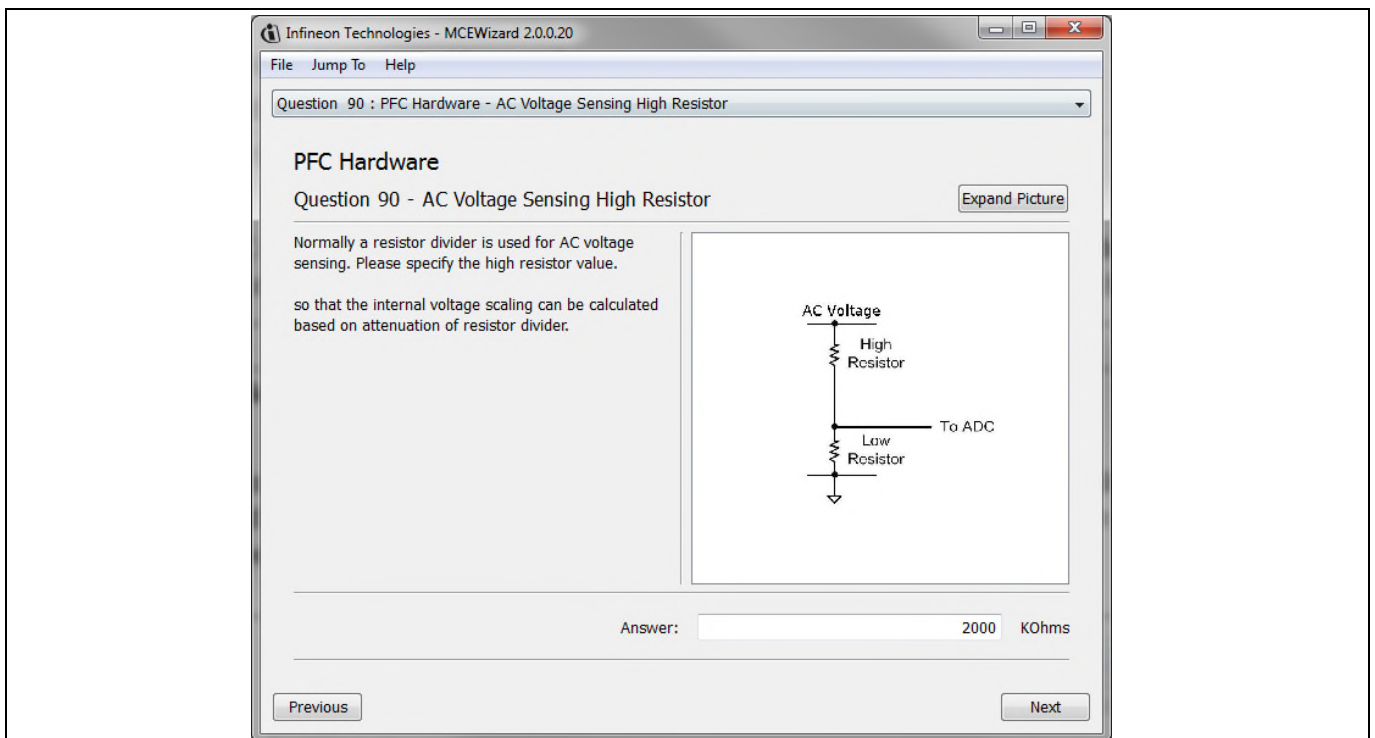 Infineon Technologies - MCEWizard 2.0.0.20
File Jump To Help
Question 90 : PFC Hardware - AC Voltage Sensing High Resistor
PFC Hardware
Question 90 - AC Voltage Sensing High Resistor
Expand Picture
Normally a resistor divider is used for AC voltage
sensing. Please specify the high resistor value.
so that the internal voltage scaling can be calculated
based on attenuation of resistor divider.
AC Voltage
High
Resistor
To ADC
Low
Resistor
Answer:
2000 KOhms
Previous
Next